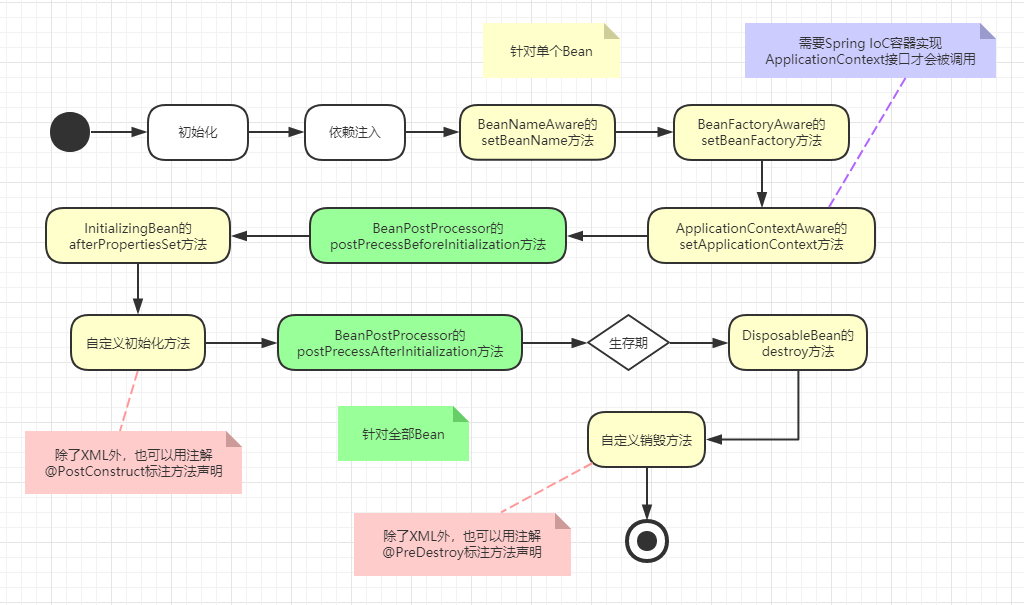 针对单个Bean
需要Spring IoC容器实现
ApplicationContext接口才会被调用
初始化
依赖注入
BeanNameAware的
setBeanName方法
BeanFactoryAware的
setBeanFactory方法
ApplicationContextAware的
setApplicationContext方法
BeanPostProcessor的
postPrecessBeforeInitialization方法
InitializingBean的
afterPropertiesSet方法
自定义初始化方法
BeanPostProcessor的
postPrecessAfterInitialization方法
生存期
DisposableBean的
destroy方法
自定义销毁方法
针对全部Bean
除了XML外，也可以用注解
@PostConstruct标注方法声明
除了XML外，也可以用注解
@PreDestroy标注方法声明